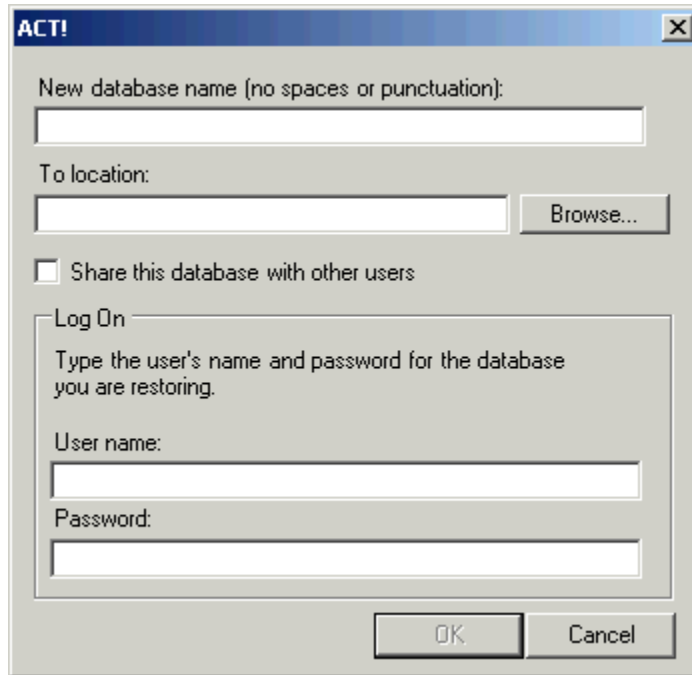 ACT!
New database name (no spaces or punctuation):
To location:
Browse...
Share this database with other users
Log On
Type the user's name and password for the database
you are restoring.
User name:
Password:
OK
Cancel